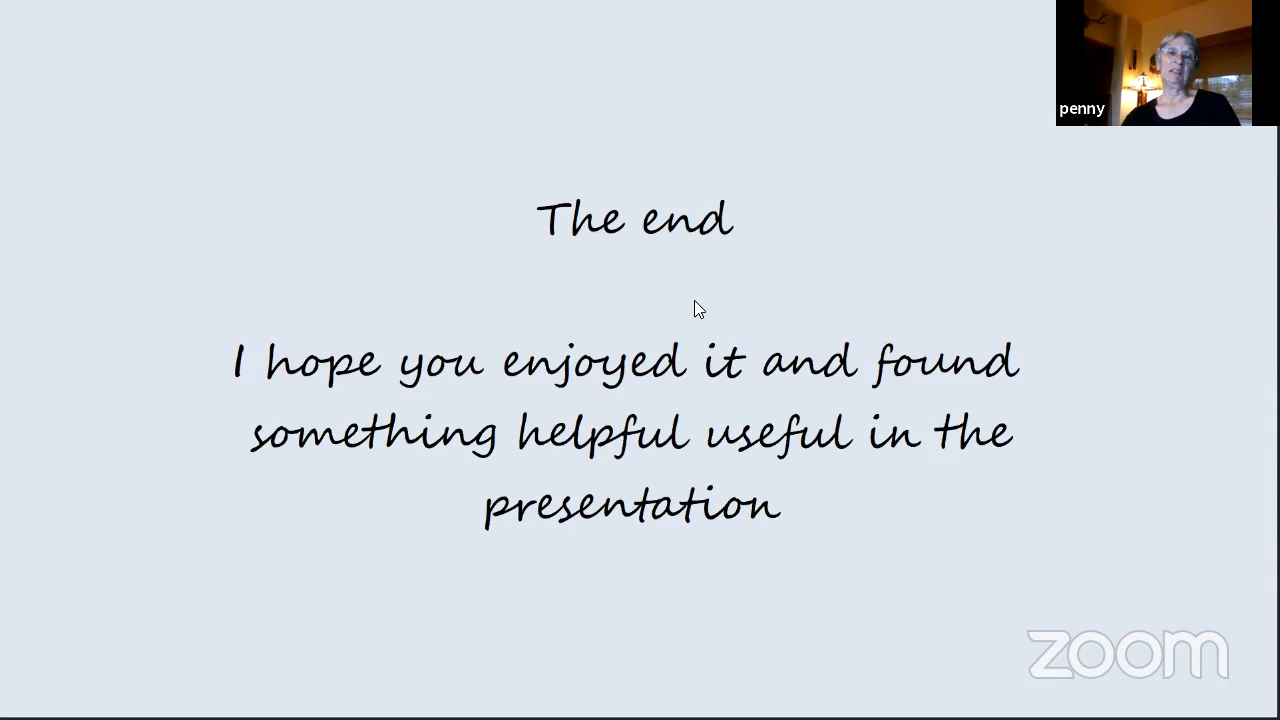 penny
The end
I hope you enjoyed it and found
something helpful useful in the
presentation
zoom